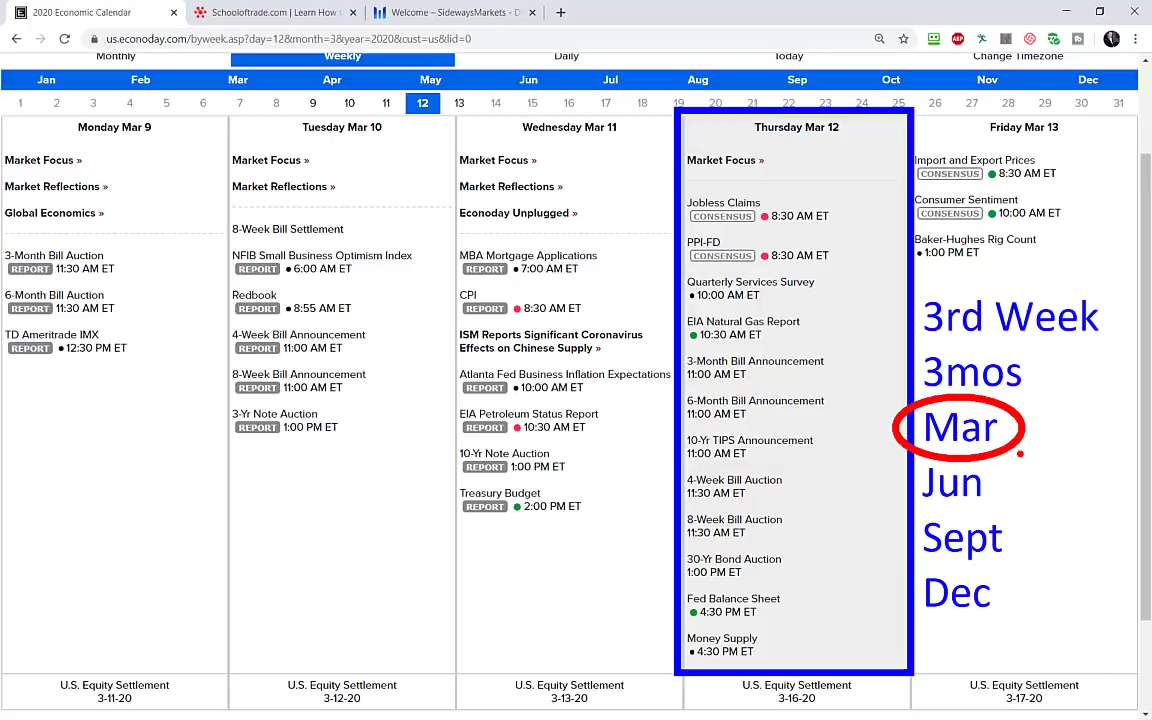 2020 Economic Calendar
Schooloftrade.com | Learn How
Welcome – SidewaysMarkets - D
us.econoday.com/byweek.asp?day=12&month=3&year=2020&cust=us&lid=0
ABP
Monthly Weekly Daily Today Change Timezone
Jan Feb Mar Apr May Jun Jul Aug Sep Oct Nov Dec
1 2 3 4 5 6 7 8 9 10 11 12 13 14 15 16 17 18 19 20 21 22 23 24 25 26 27 28 29 30 31
Monday Mar 9
Market Focus »
Market Reflections »
Global Economics »
3-Month Bill Auction
REPORT 11:30 AM ET
6-Month Bill Auction
REPORT 11:30 AM ET
TD Ameritrade IMX
REPORT •12:30 PM ET
U.S. Equity Settlement
3-11-20
Tuesday Mar 10
Market Focus »
Market Reflections »
8-Week Bill Settlement
NFIB Small Business Optimism Index
REPORT •6:00 AM ET
Redbook
REPORT •8:55 AM ET
4-Week Bill Announcement
REPORT 11:00 AM ET
8-Week Bill Announcement
REPORT 11:00 AM ET
3-Yr Note Auction
REPORT 1:00 PM ET
U.S. Equity Settlement
3-12-20
Wednesday Mar 11
Market Focus »
Market Reflections »
Econoday Unplugged »
MBA Mortgage Applications
REPORT •7:00 AM ET
CPI
REPORT 8:30 AM ET
ISM Reports Significant Coronavirus
Effects on Chinese Supply »
Atlanta Fed Business Inflation Expectations
REPORT •10:00 AM ET
EIA Petroleum Status Report
REPORT 10:30 AM ET
10-Yr Note Auction
REPORT 1:00 PM ET
Treasury Budget
REPORT 2:00 PM ET
U.S. Equity Settlement
3-13-20
Thursday Mar 12
Market Focus »
Jobless Claims
CONSENSUS 8:30 AM ET
PPI-FD
CONSENSUS 8:30 AM ET
Quarterly Services Survey
•10:00 AM ET
EIA Natural Gas Report
10:30 AM ET
3-Month Bill Announcement
11:00 AM ET
6-Month Bill Announcement
11:00 AM ET
10-Yr TIPS Announcement
11:00 AM ET
4-Week Bill Auction
11:30 AM ET
8-Week Bill Auction
11:30 AM ET
30-Yr Bond Auction
1:00 PM ET
Fed Balance Sheet
4:30 PM ET
Money Supply
•4:30 PM ET
U.S. Equity Settlement
3-16-20
Friday Mar 13
Import and Export Prices
CONSENSUS 8:30 AM ET
Consumer Sentiment
CONSENSUS 10:00 AM ET
Baker-Hughes Rig Count
•1:00 PM ET
3rd Week
3mos
Mar
Jun
Sept
Dec
U.S. Equity Settlement
3-17-20